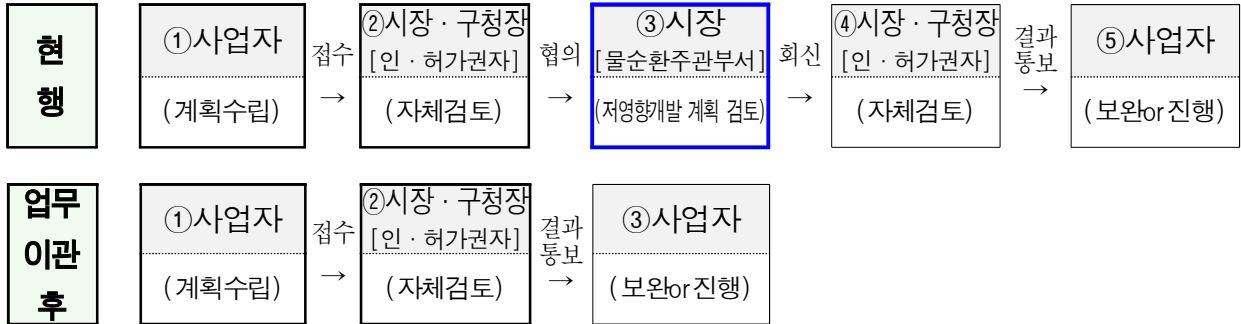 현행
①사업자
(계획수립)
접수
→
②시장 · 구청장
[인 · 허가권자]
(자체검토)
협의
→
③시장
[물순환주관부서]
(저영향개발 계획 검토)
회신
→
④시장 · 구청장
[인 · 허가권자]
(자체검토)
결과
통보
→
⑤사업자
(보완or진행)
업무
이관
후
①사업자
(계획수립)
접수
→
②시장 · 구청장
[인 · 허가권자]
(자체검토)
결과
통보
→
③사업자
(보완or진행)